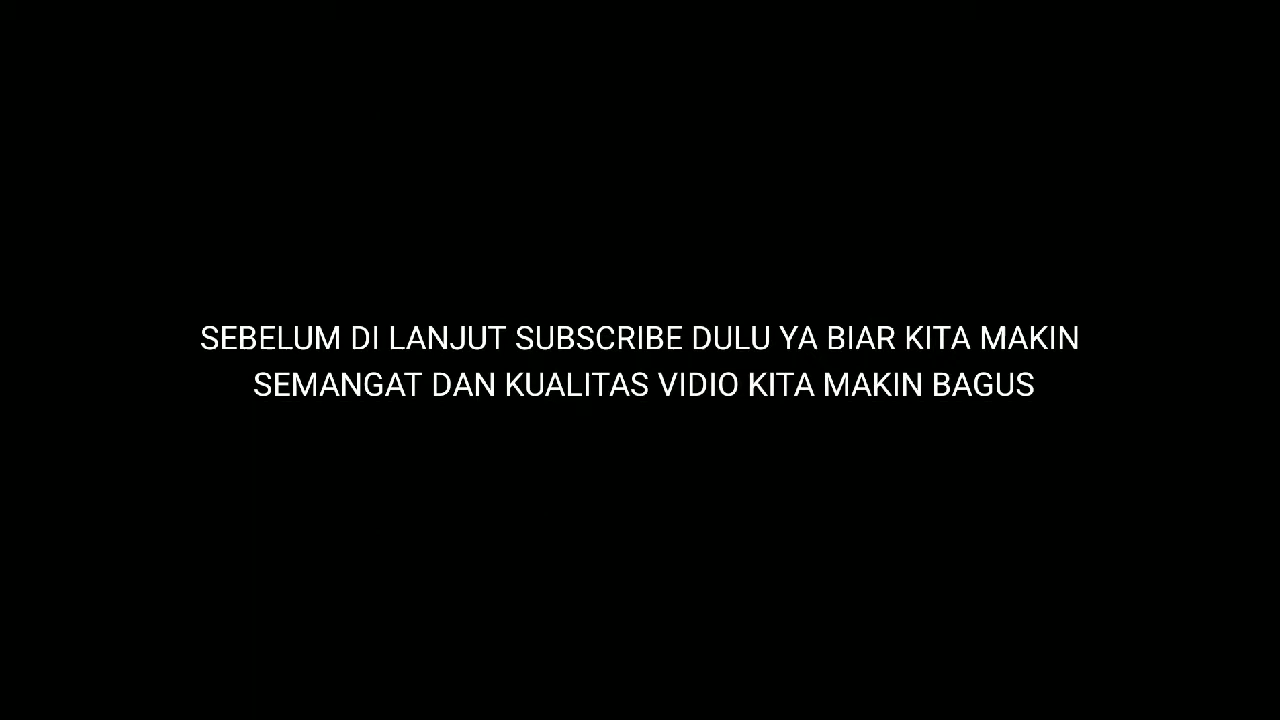 SEBELUM DI LANJUT SUBSCRIBE DULU YA BIAR KITA MAKIN
SEMANGAT DAN KUALITAS VIDIO KITA MAKIN BAGUS